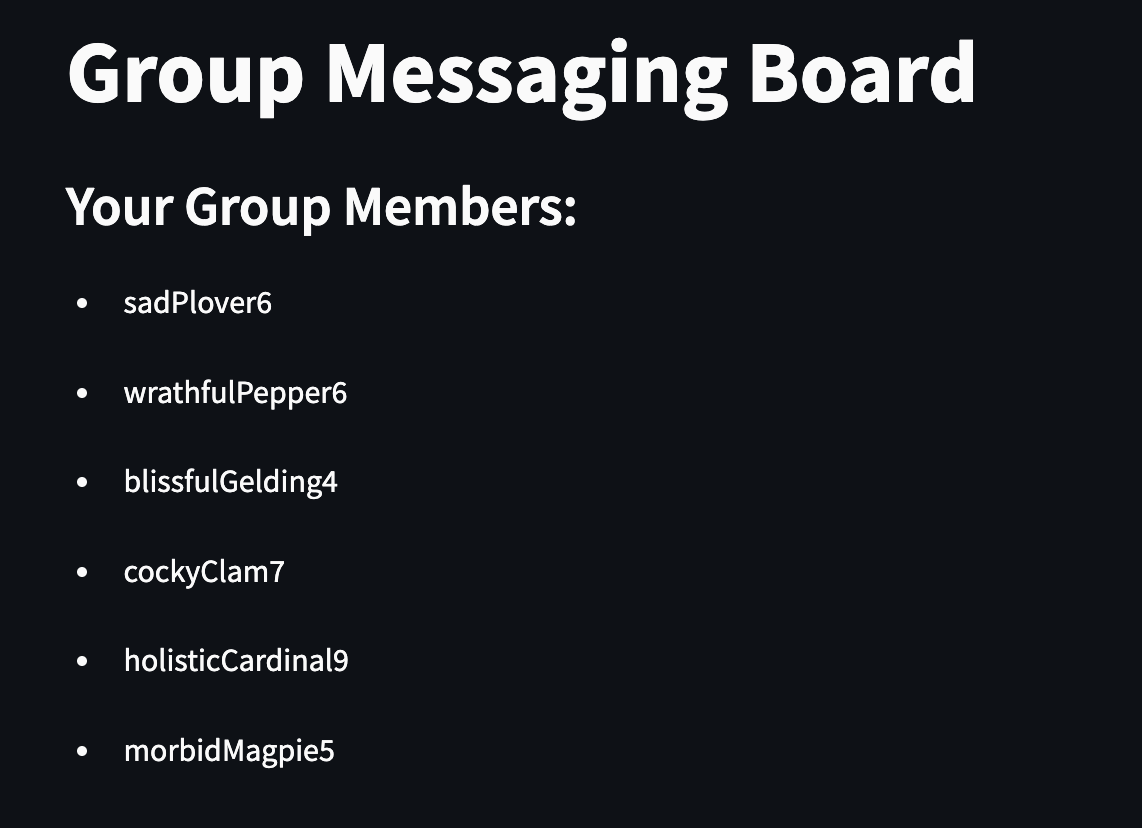 Group Messaging Board
Your Group Members:
• sadPlover6
• wrathfulPepper6
• blissfulGelding4
• cockyClam7
• holisticCardinal9
• morbidMagpie5